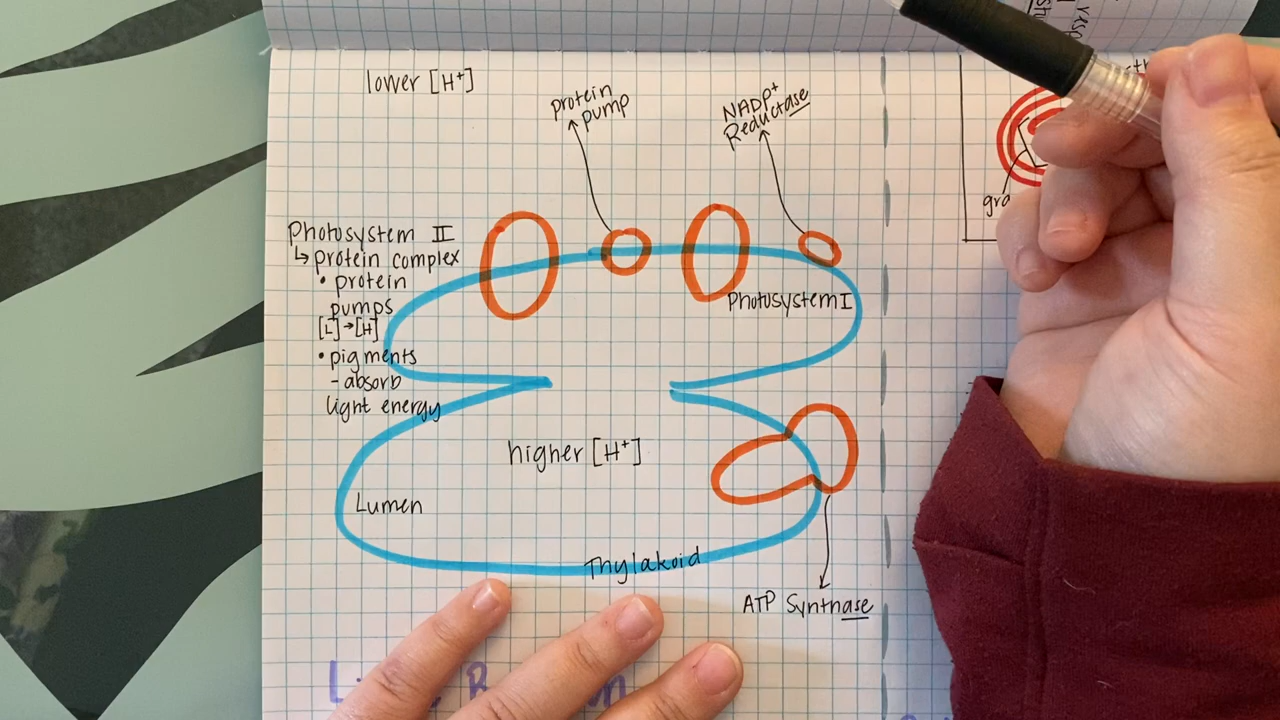 lower [H⁺]
protein
pump
NADP⁺
Reductase
Photosystem II
↳ protein complex
• protein
pumps
[L]→[H]
• pigments
- absorb
light energy
Photosystem I
higher [H⁺]
Lumen
Thylakoid
ATP Synthase
gra